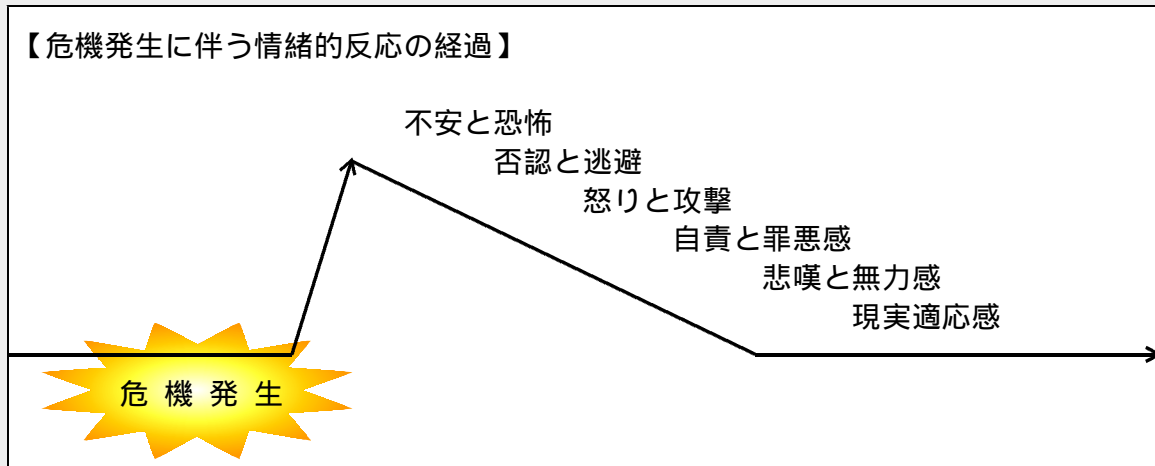 【危機発生に伴う情緒的反応の経過】
不安と恐怖
否認と逃避
怒りと攻撃
自責と罪悪感
悲嘆と無力感
現実適応感
危機発生